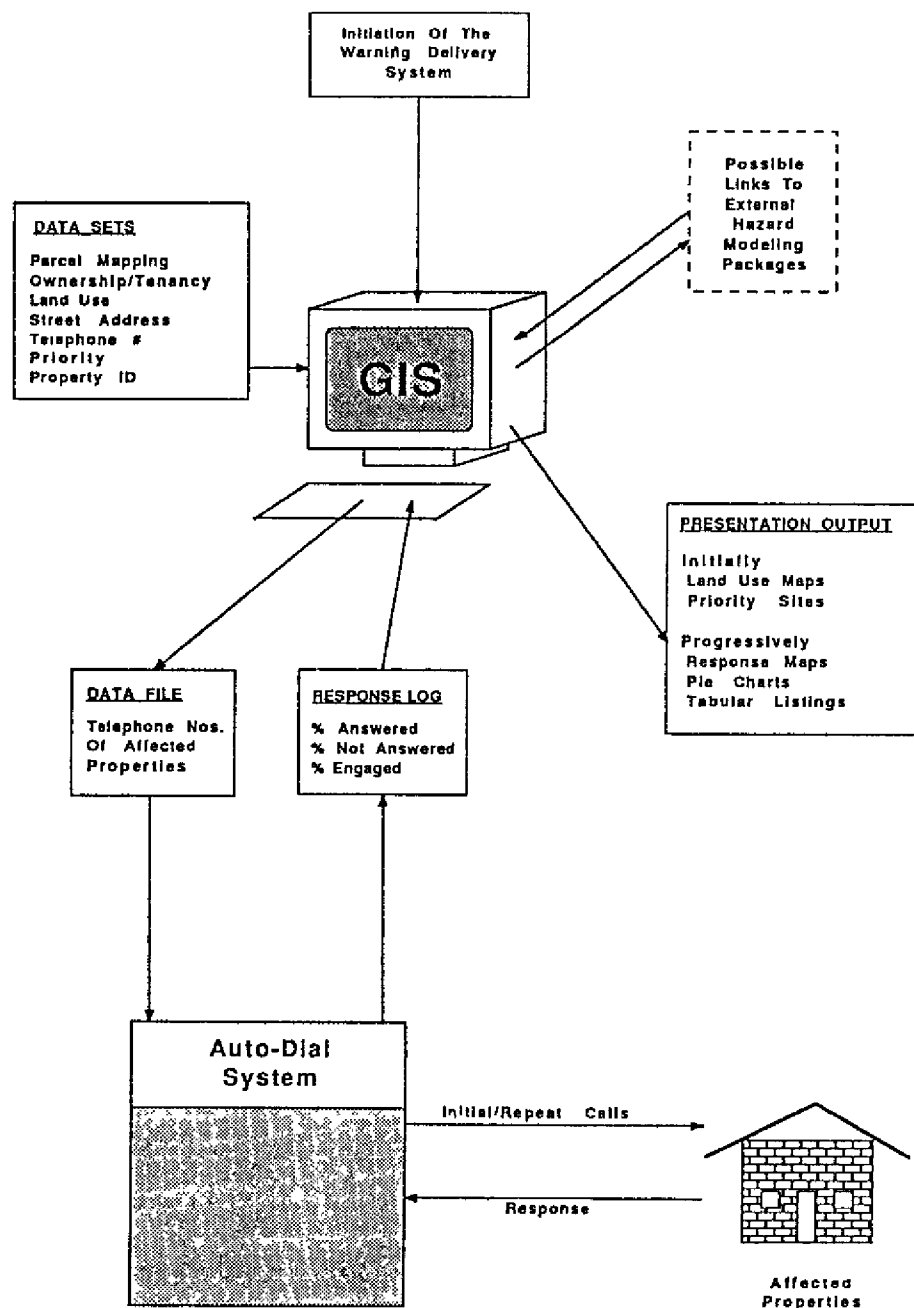 Initiation Of The
Warning Delivery
System
Possible
Links To
External
Hazard
Modeling
Packages
DATA SETS
Parcel Mapping
Ownership/Tenancy
Land Use
Street Address
Telephone #
Priority
Property ID
GIS
PRESENTATION OUTPUT
Initially
Land Use Maps
Priority Sites
Progressively
Response Maps
Pie Charts
Tabular Listings
DATA FILE
Telephone Nos.
Of Affected
Properties
RESPONSE LOG
% Answered
% Not Answered
% Engaged
Auto-Dial
System
Initial/Repeat Calls
Response
Affected
Properties